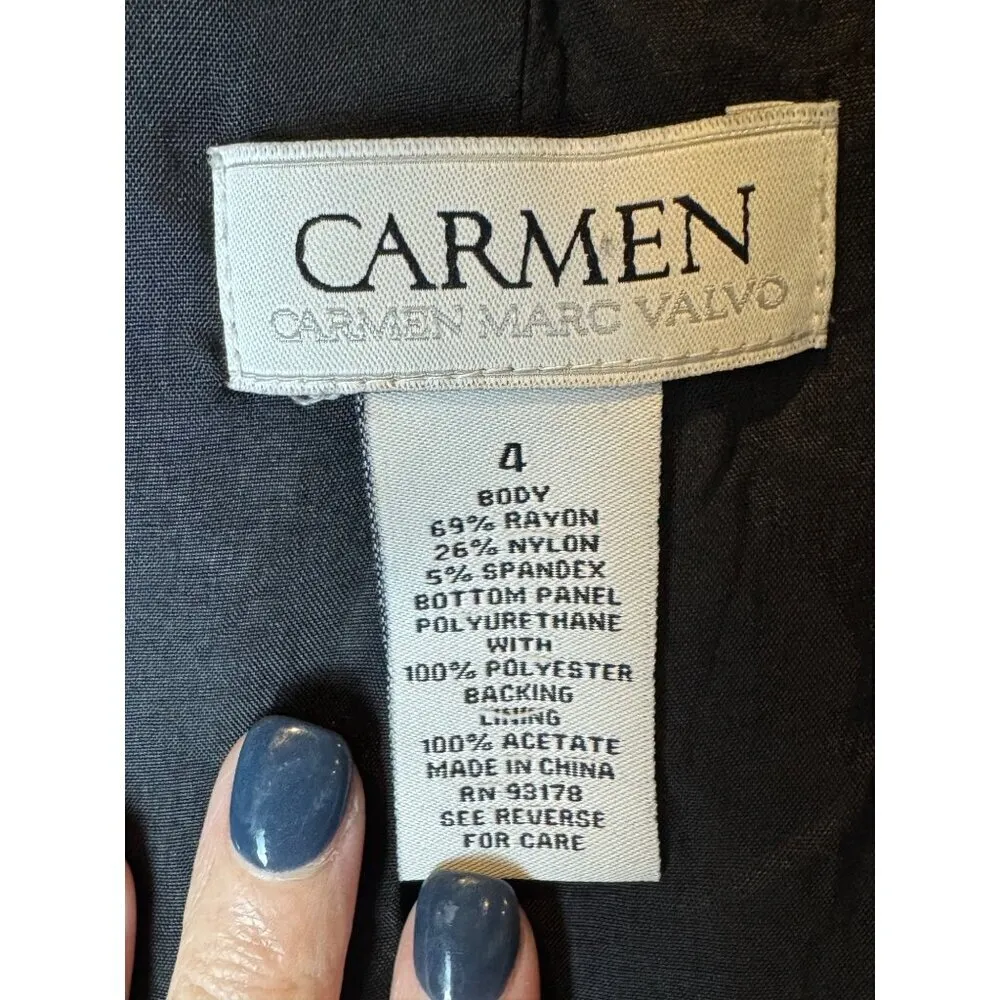 CARMEN
CARMEN MARC VALVO
4
BODY
69% RAYON
26% NYLON
5% SPANDEX
BOTTOM PANEL
POLYURETHANE
WITH
100% POLYESTER
BACKING
LINING
100% ACETATE
MADE IN CHINA
RN 93178
SEE REVERSE
FOR CARE